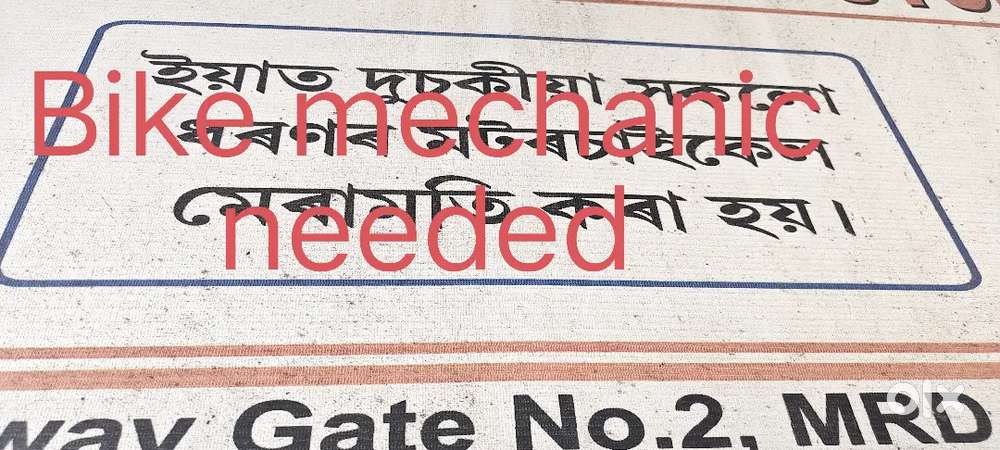 ইয়াত দুচকীয়া সকলো
ধৰণৰ মটৰচাইকেল
মেৰামতি কৰা হয়।
Bike mechanic
needed
way Gate No.2, MRD
olx